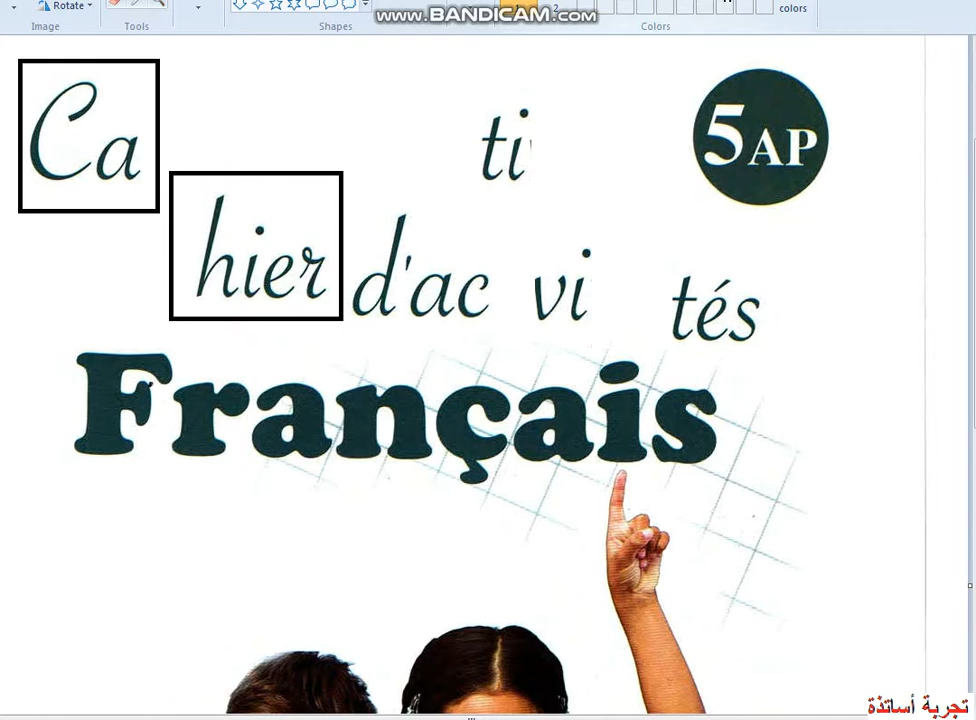 Rotate
colors
Image
Tools
Shapes
Colors
www.BANDICAM.com
Ca
ti
5AP
hier d'ac vi tés
Français
تجربة أساتذة